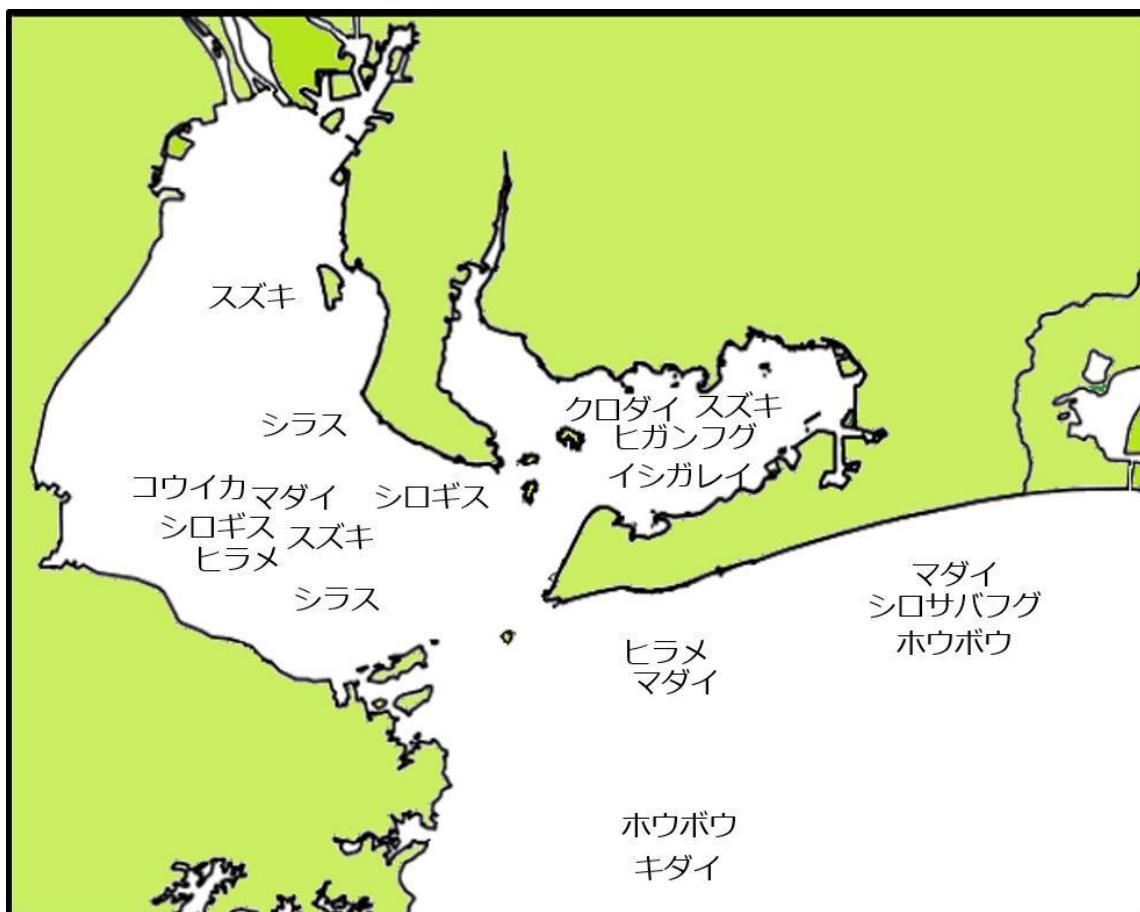 スズキ
シラス
クロダイ スズキ
ヒガンフグ
イシガレイ
コウイカ マダイ シロギス
シロギス スズキ
ヒラメ
シラス
マダイ
シロサバフグ
ホウボウ
ヒラメ
マダイ
ホウボウ
キダイ